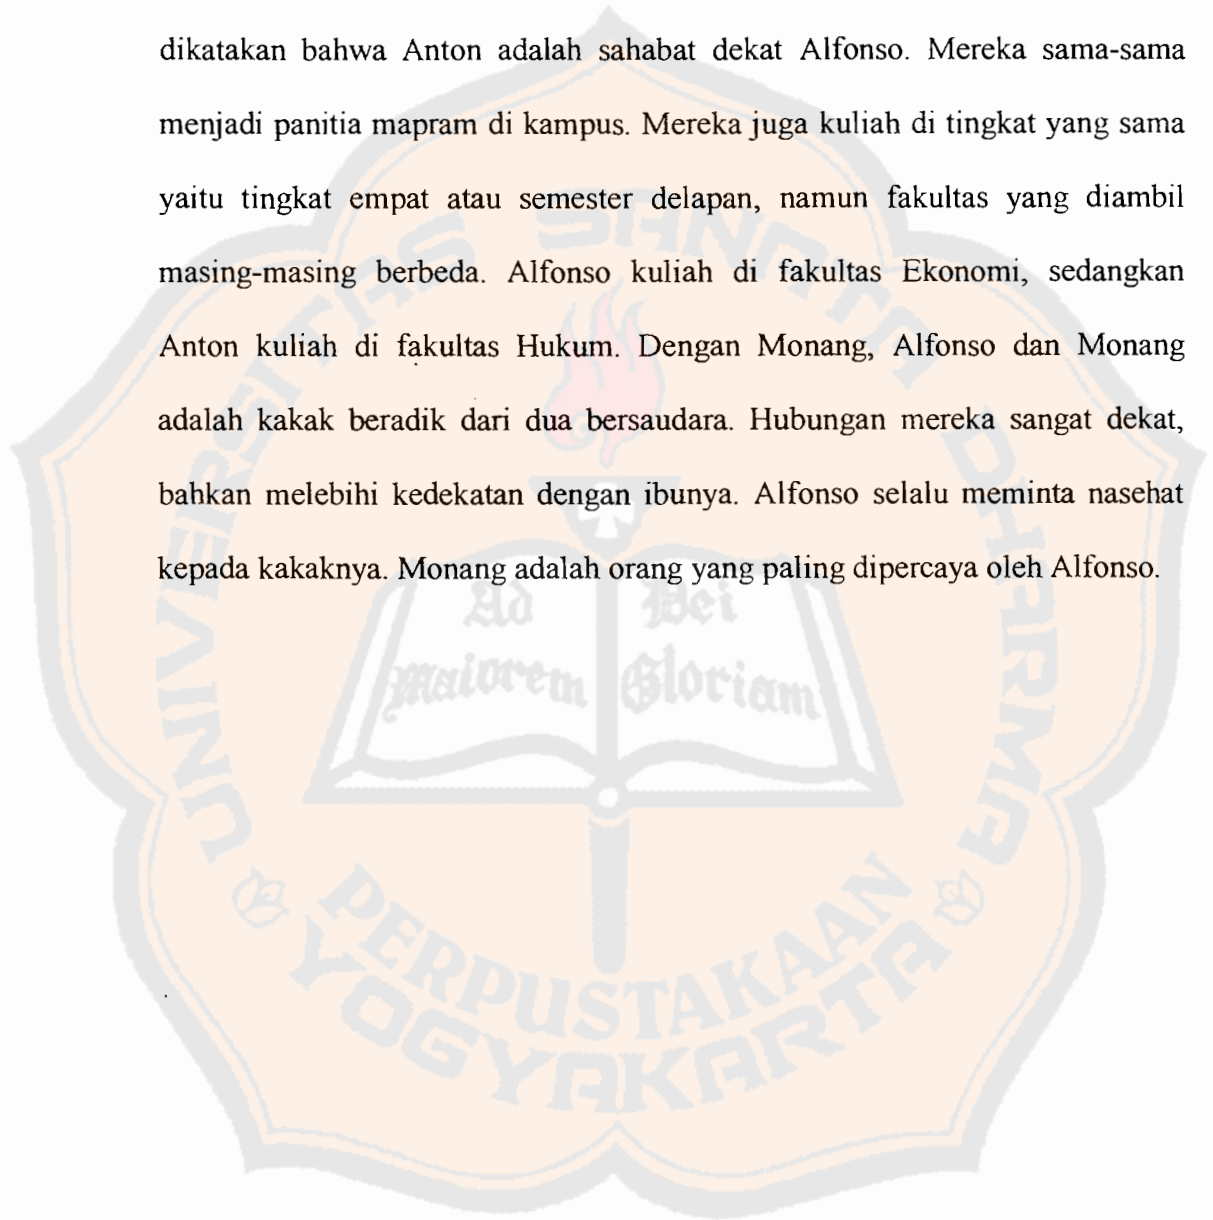 dikatakan bahwa Anton adalah sahabat dekat Alfonso. Mereka sama-sama
menjadi panitia mapram di kampus. Mereka juga kuliah di tingkat yang sama
yaitu tingkat empat atau semester delapan, namun fakultas yang diambil
masing-masing berbeda. Alfonso kuliah di fakultas Ekonomi, sedangkan
Anton kuliah di fakultas Hukum. Dengan Monang, Alfonso dan Monang
adalah kakak beradik dari dua bersaudara. Hubungan mereka sangat dekat,
bahkan melebihi kedekatan dengan ibunya. Alfonso selalu meminta nasehat
kepada kakaknya. Monang adalah orang yang paling dipercaya oleh Alfonso.
UNIVERSITAS SANATA DHARMA
Ad Dei
Maiorem Gloriam
PERPUSTAKAAN
YOGYAKARTA